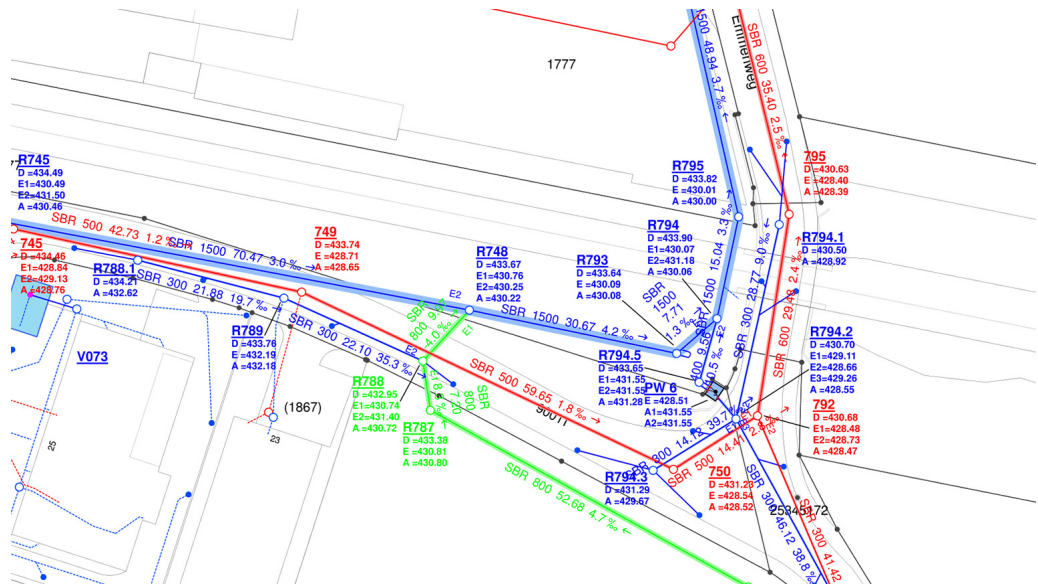 1777
Emmenweg
1500 48.94 3.7 ‰
SBR 600 35.40 2.5 ‰
R745
D =434.49
E1=430.49
E2=431.50
A =430.46
745
D =434.46
E1=428.84
E2=429.13
A =428.76
SBR 500 42.73 1.2 ‰
SBR 1500 70.47 3.0 ‰
R788.1
D =434.21
A =432.62
SBR 300 21.88 19.7 ‰
749
D =433.74
E =428.71
A =428.65
R748
D =433.67
E1=430.76
E2=430.25
A =430.22
E2
E1
R789
D =433.76
E =432.19
A =432.18
SBR 300 22.10 35.3 ‰
V073
(1867)
23
25
R788
D =432.95
E1=430.74
E2=431.40
A =430.72
E2
R787
D =433.38
E =430.81
A =430.80
SBR 800 52.68 4.7 ‰
SBR 500 59.65 1.8 ‰
SBR 1500 30.67 4.2 ‰
R793
D =433.64
E =430.09
A =430.08
R794
D =433.90
E1=430.07
E2=431.18
A =430.06
R795
D =433.82
E =430.01
A =430.00
SBR 1500 7.71 1.3 ‰
SBR 1500 15.04 3.3 ‰
E2
SBR 300 28.77 9.0 ‰
SBR 600 29.48 2.4 ‰
795
D =430.63
E =428.40
A =428.39
R794.1
D =430.50
A =428.92
R794.2
D =430.70
E1=429.11
E2=428.66
E3=429.26
A =428.55
R794.5
D =433.65
E1=431.55
E2=431.55
A =431.28
PW 6
E =428.51
A1=431.55
A2=431.55
792
D =430.68
E1=428.48
E2=428.73
A =428.47
R794.3
D =431.29
A =429.67
750
D =431.23
E =428.54
A =428.52
SBR 500 14.41
SBR 300 46.12 38.8 ‰
SBR 300 41.42
25345172